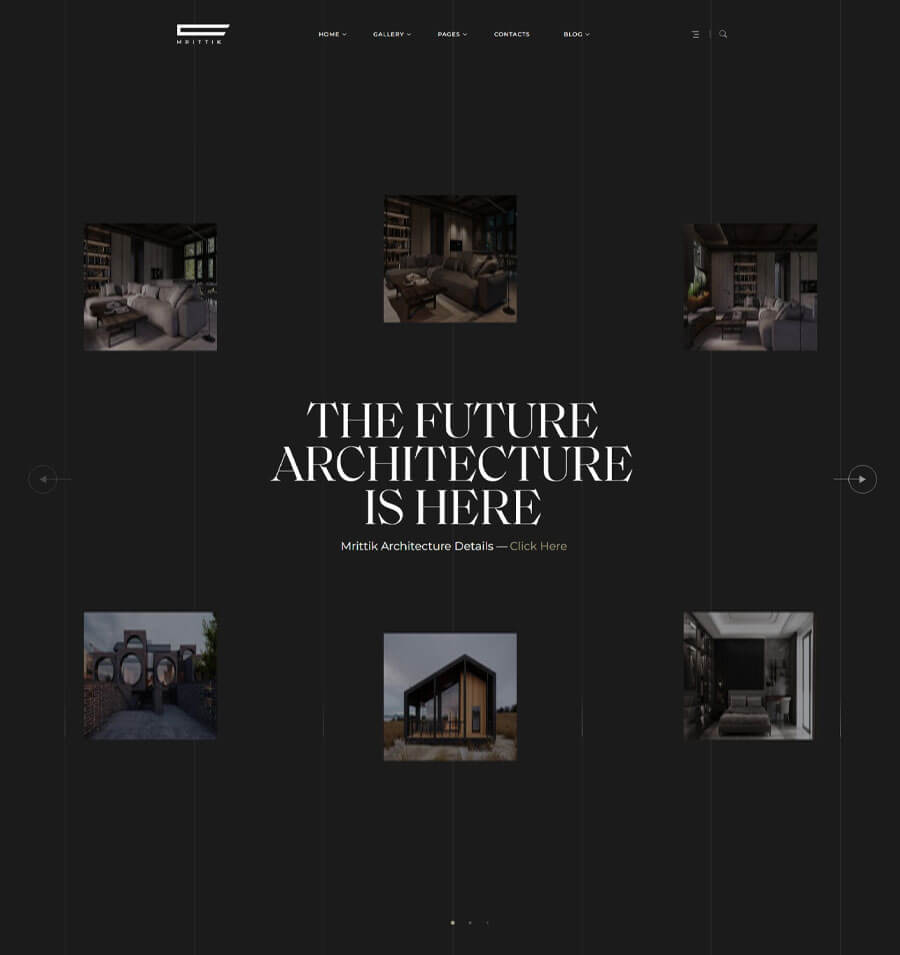 MRITTIK
HOME GALLERY PAGES CONTACTS BLOG
THE FUTURE
ARCHITECTURE
IS HERE
Mrittik Architecture Details — Click Here